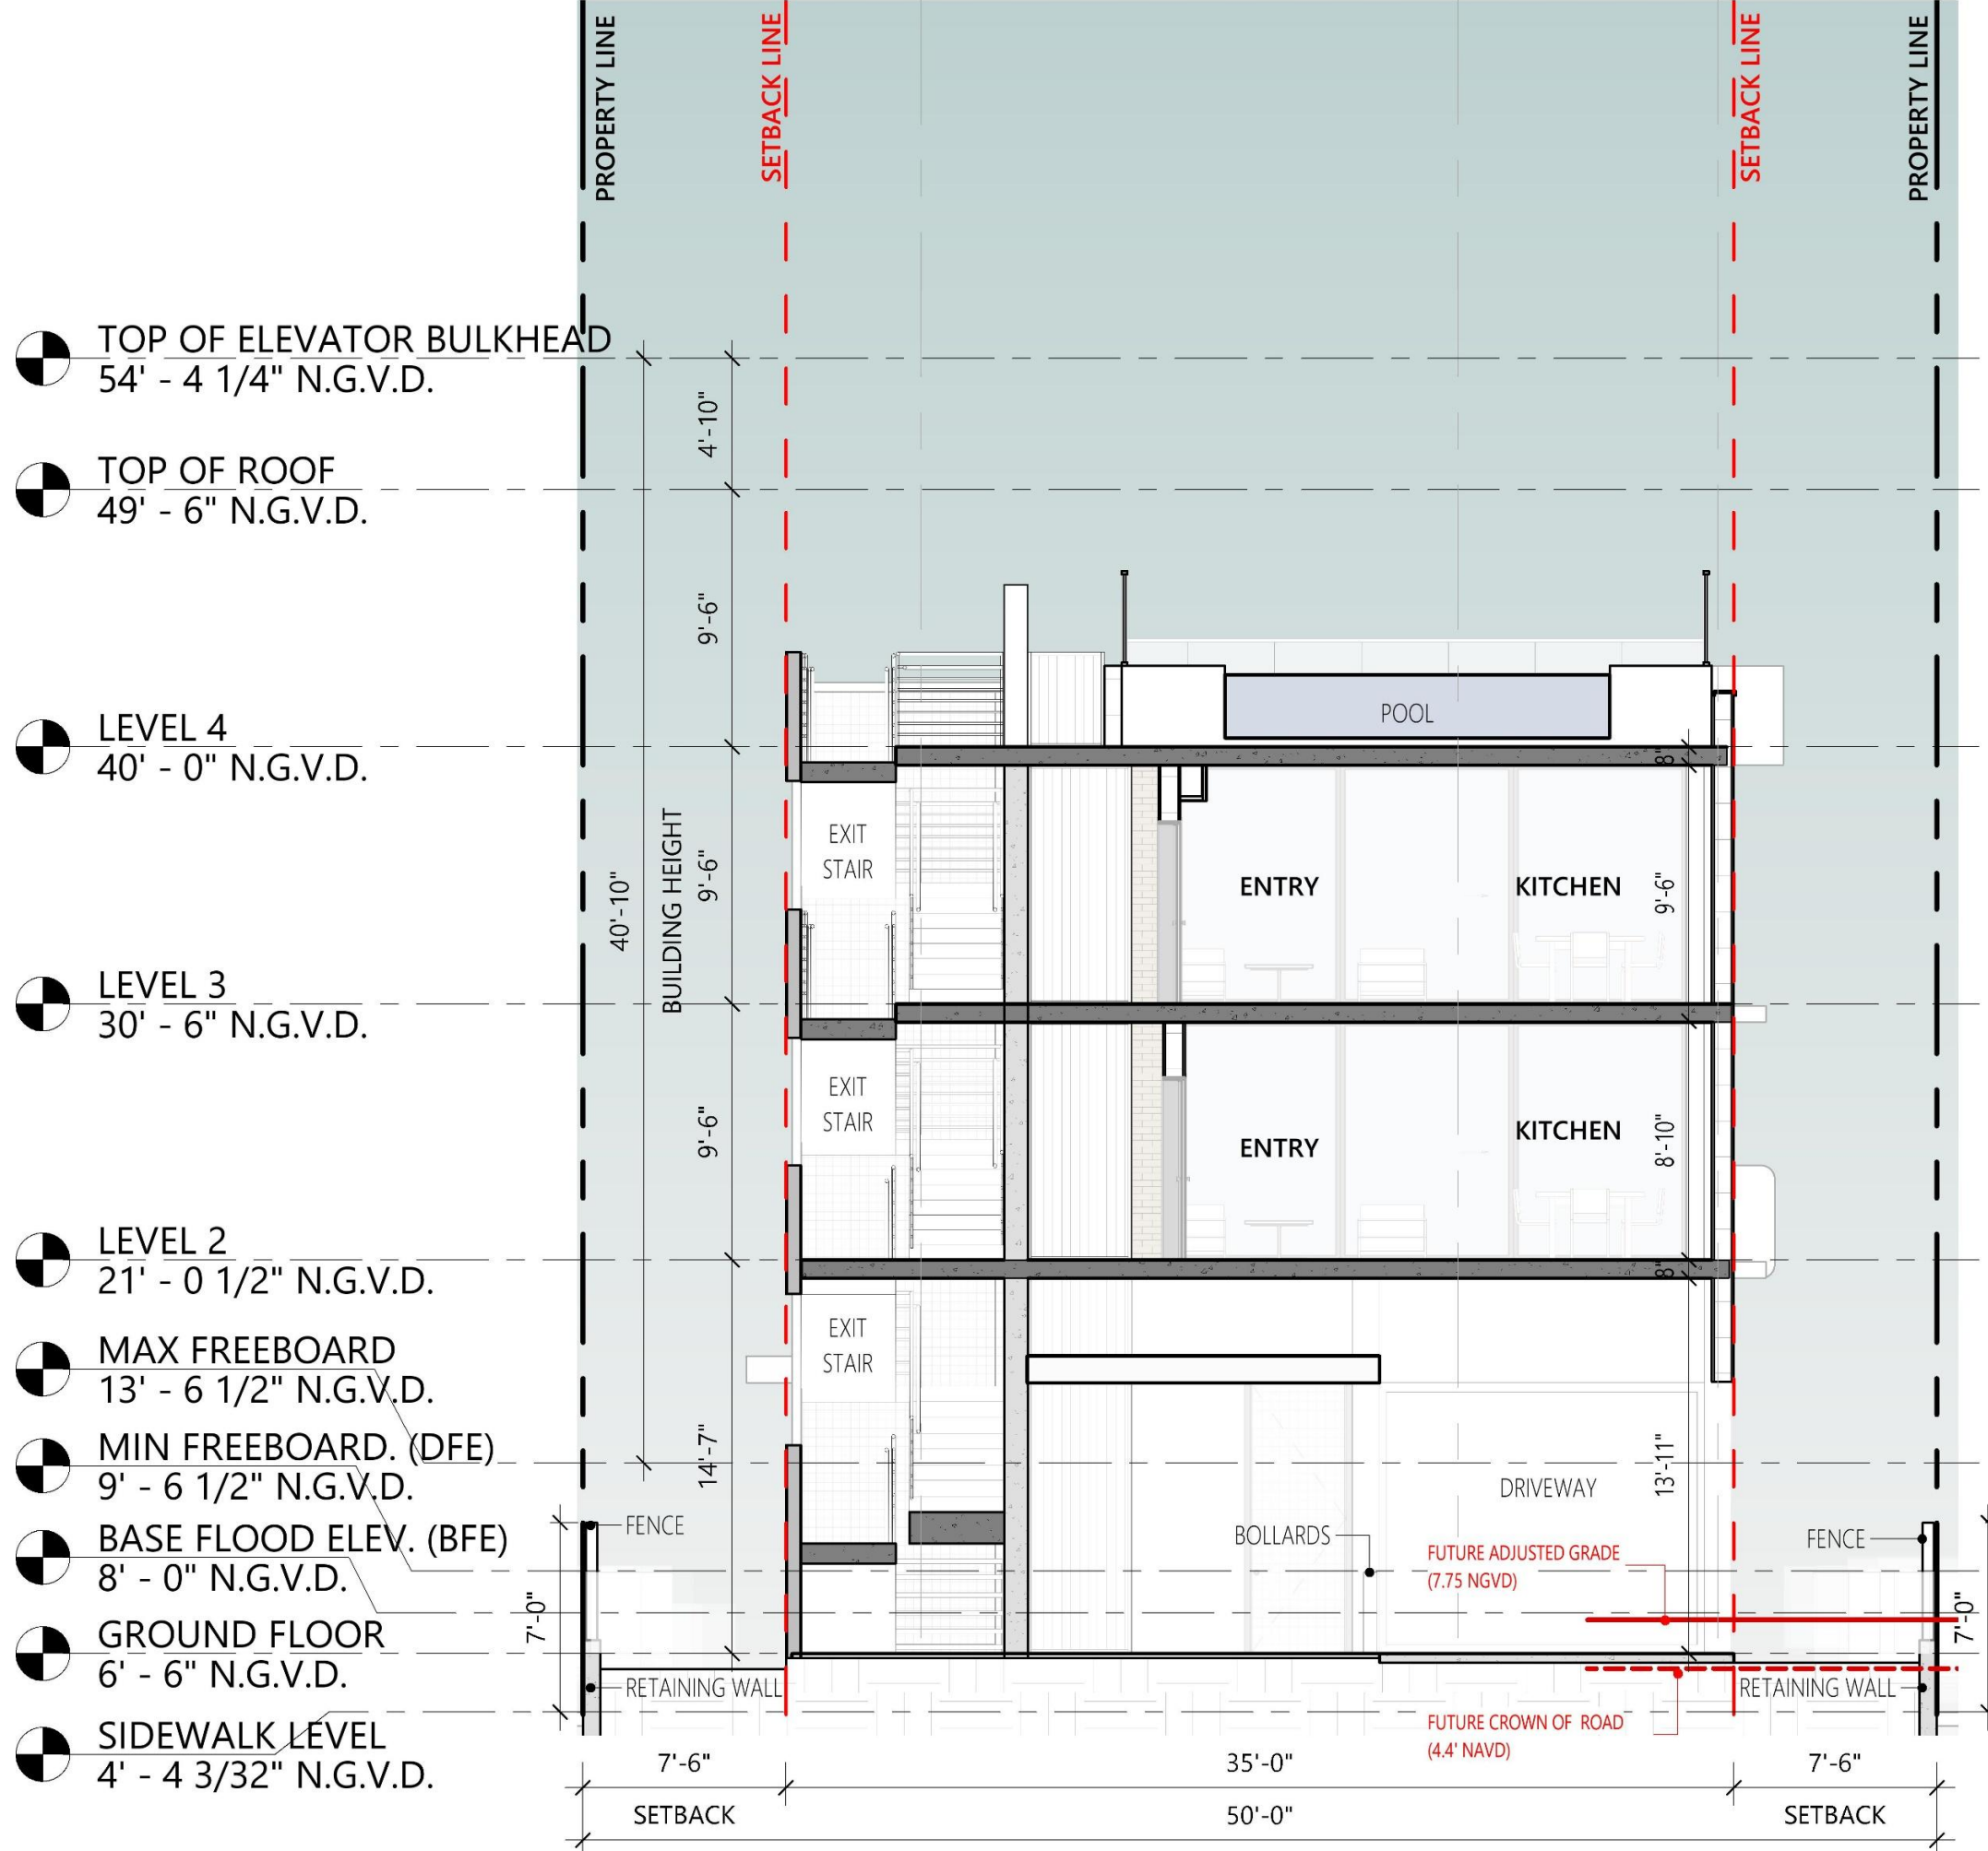 PROPERTY LINE
SETBACK LINE
SETBACK LINE
PROPERTY LINE
TOP OF ELEVATOR BULKHEAD
54' - 4 1/4" N.G.V.D.
4'-10"
TOP OF ROOF
49' - 6" N.G.V.D.
9'-6"
LEVEL 4
40' - 0" N.G.V.D.
POOL
8"
40'-10"
BUILDING HEIGHT
9'-6"
EXIT
STAIR
ENTRY
KITCHEN
9'-6"
LEVEL 3
30' - 6" N.G.V.D.
9'-6"
EXIT
STAIR
ENTRY
KITCHEN
8'-10"
LEVEL 2
21' - 0 1/2" N.G.V.D.
8"
MAX FREEBOARD
13' - 6 1/2" N.G.V.D.
EXIT
STAIR
14'-7"
13'-11"
MIN FREEBOARD. (DFE)
9' - 6 1/2" N.G.V.D.
DRIVEWAY
FENCE
BOLLARDS
FENCE
BASE FLOOD ELEV. (BFE)
8' - 0" N.G.V.D.
FUTURE ADJUSTED GRADE
(7.75 NGVD)
7'-0"
7'-0"
GROUND FLOOR
6' - 6" N.G.V.D.
RETAINING WALL
RETAINING WALL
SIDEWALK LEVEL
4' - 4 3/32" N.G.V.D.
FUTURE CROWN OF ROAD
(4.4' NAVD)
7'-6"
35'-0"
7'-6"
SETBACK
50'-0"
SETBACK